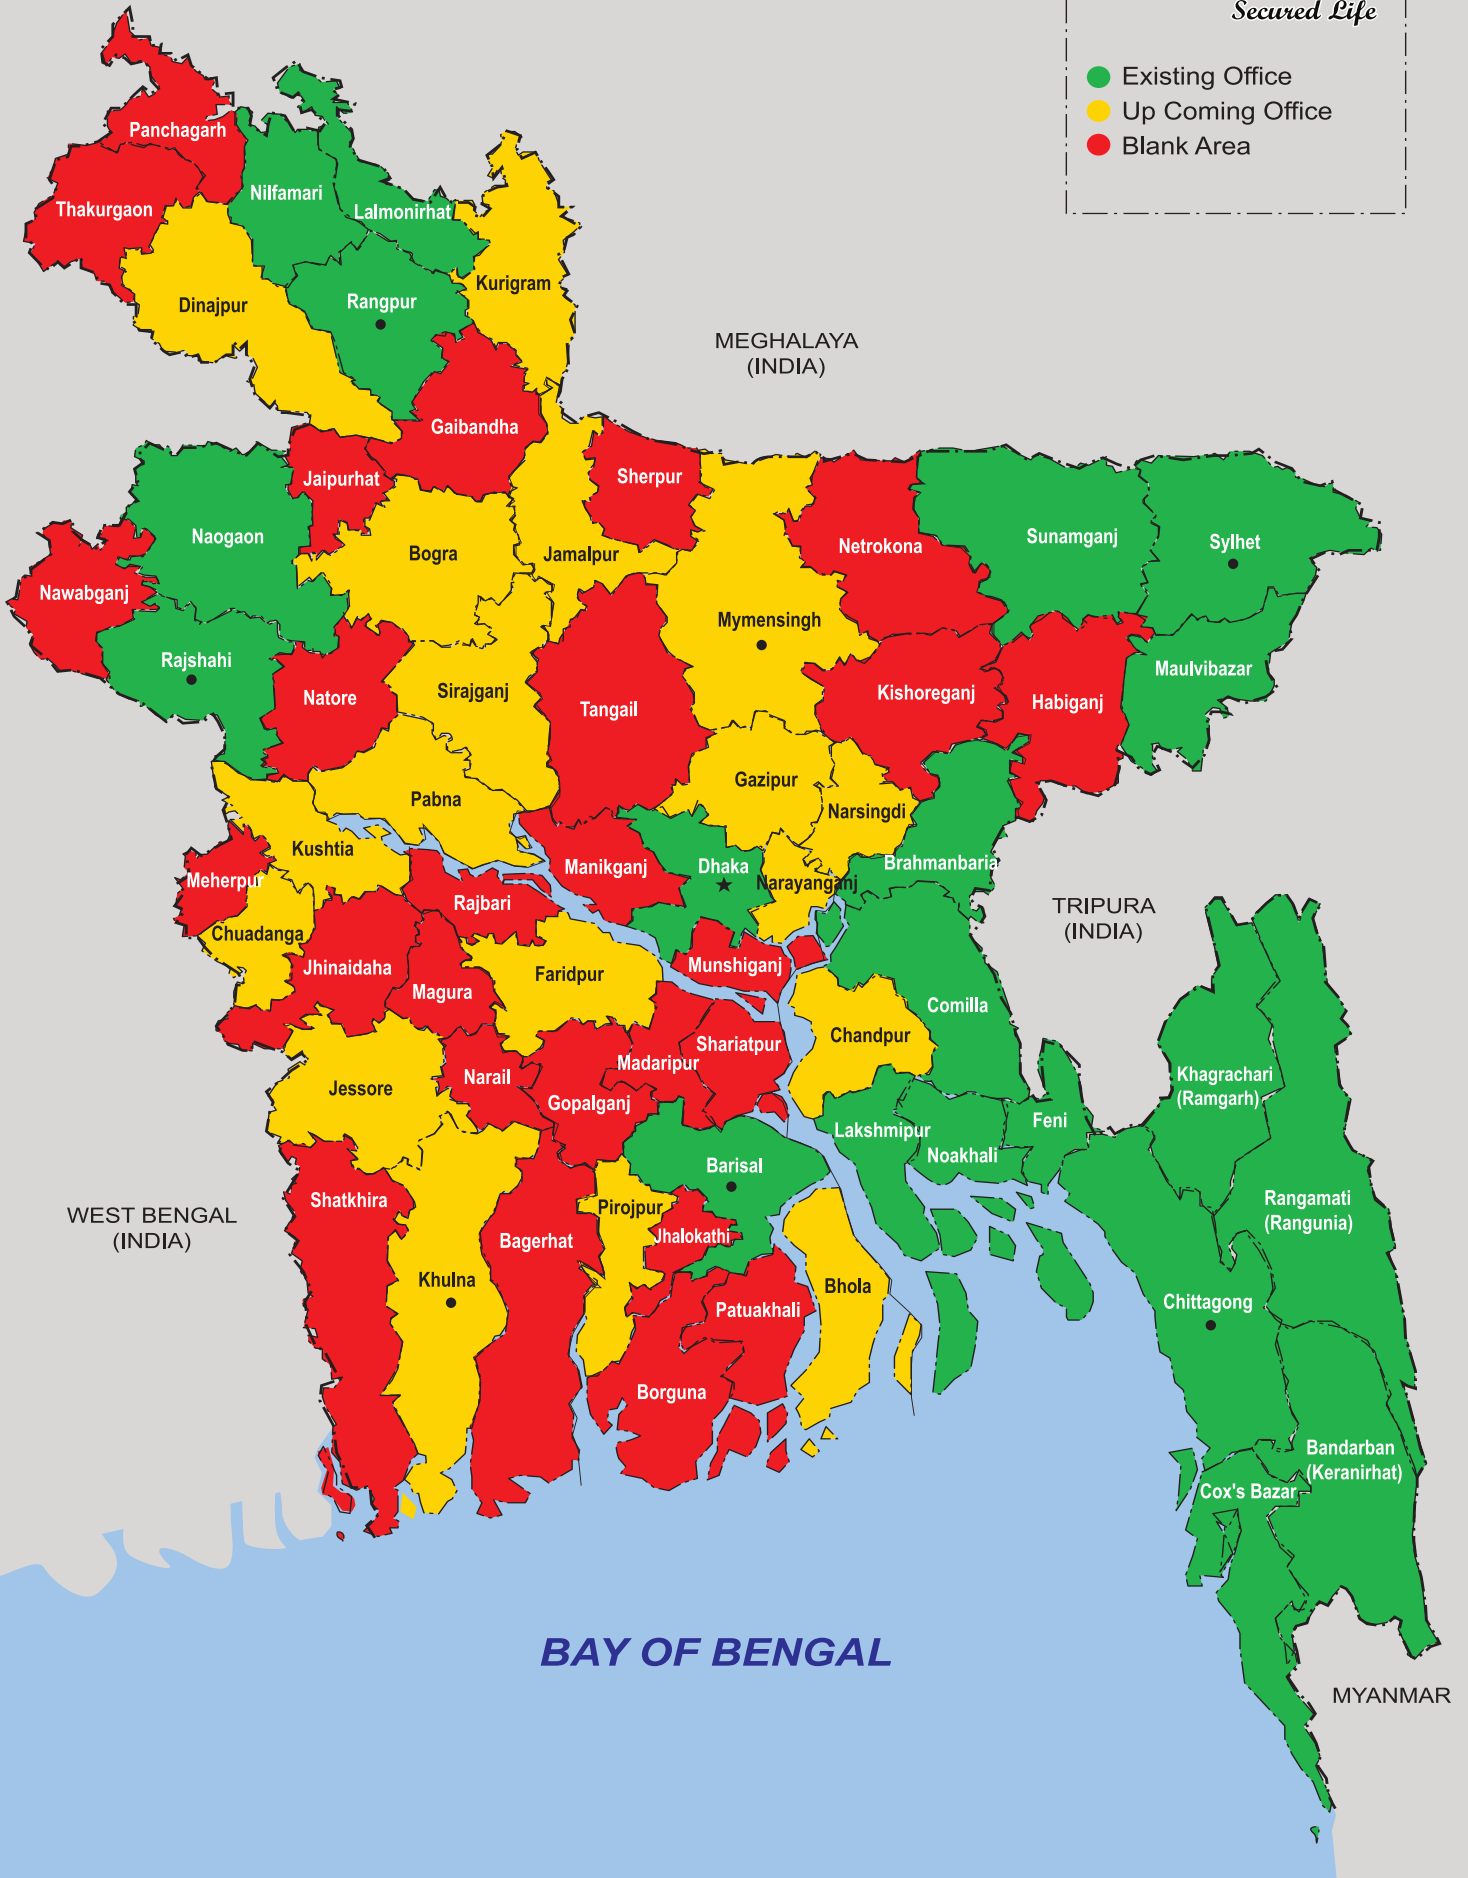 Secured Life
Existing Office
Up Coming Office
Blank Area
Panchagarh
Thakurgaon
Nilfamari
Lalmonirhat
Dinajpur
Rangpur
Kurigram
MEGHALAYA
(INDIA)
Gaibandha
Jaipurhat
Sherpur
Naogaon
Bogra
Jamalpur
Netrokona
Sunamganj
Sylhet
Nawabganj
Mymensingh
Rajshahi
Natore
Sirajganj
Tangail
Kishoreganj
Habiganj
Maulvibazar
Gazipur
Pabna
Narsingdi
Kushtia
Manikganj
Dhaka
Brahmanbaria
Meherpur
Narayanganj
Rajbari
TRIPURA
(INDIA)
Chuadanga
Jhinaidaha
Faridpur
Munshiganj
Magura
Comilla
Chandpur
Shariatpur
Madaripur
Narail
Jessore
Gopalganj
Khagrachari
(Ramgarh)
Lakshmipur
Feni
Noakhali
Barisal
Shatkhira
Pirojpur
Rangamati
(Rangunia)
WEST BENGAL
(INDIA)
Bagerhat
Jhalokathi
Khulna
Bhola
Patuakhali
Chittagong
Borguna
Bandarban
(Keranirhat)
Cox's Bazar
BAY OF BENGAL
MYANMAR